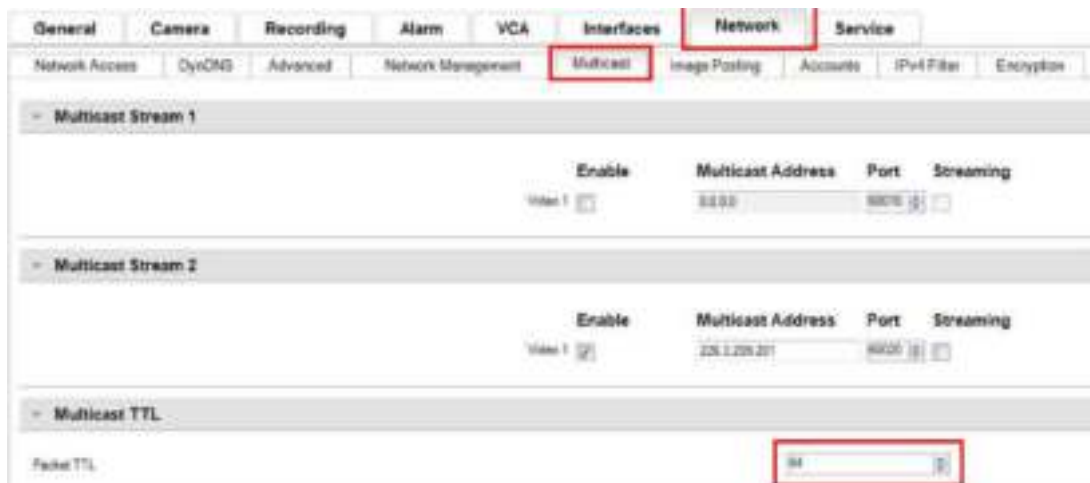 General Camera Recording Alarm VCA Interfaces Network Service
Network Access DynDNS Advanced Network Management Multicast Image Posting Accounts IPv4 Filter Encryption
Multicast Stream 1
Enable Multicast Address Port Streaming
Video 1 0.0.0.0
Multicast Stream 2
Enable Multicast Address Port Streaming
Video 1
Multicast TTL
Packet TTL 64